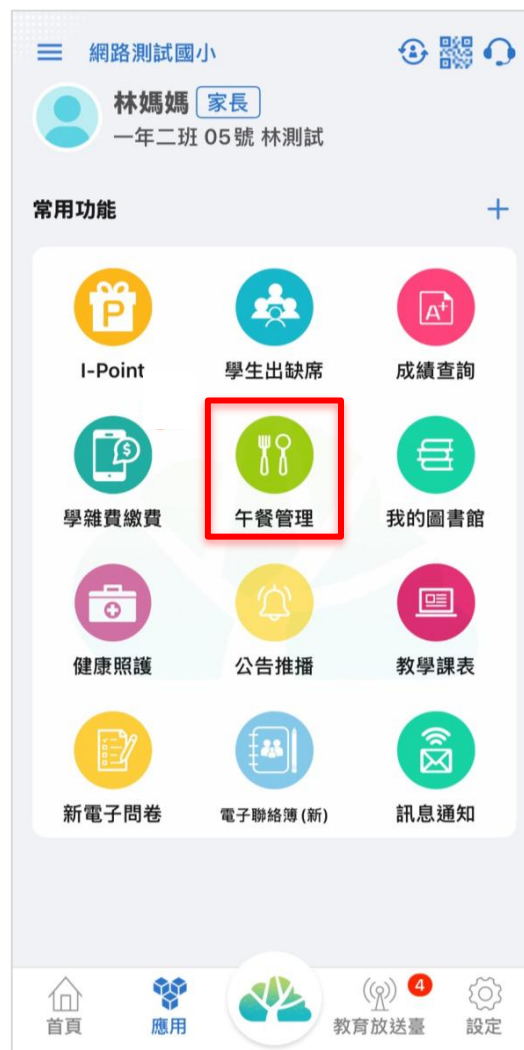 網路測試國小
林媽媽 家長
一年二班 05號 林測試
常用功能
P
A+
I-Point 學生出缺席 成績查詢
$
學雜費繳費 午餐管理 我的圖書館
健康照護 公告推播 教學課表
新電子問卷 電子聯絡簿(新) 訊息通知
4
首頁 應用 教育放送臺 設定